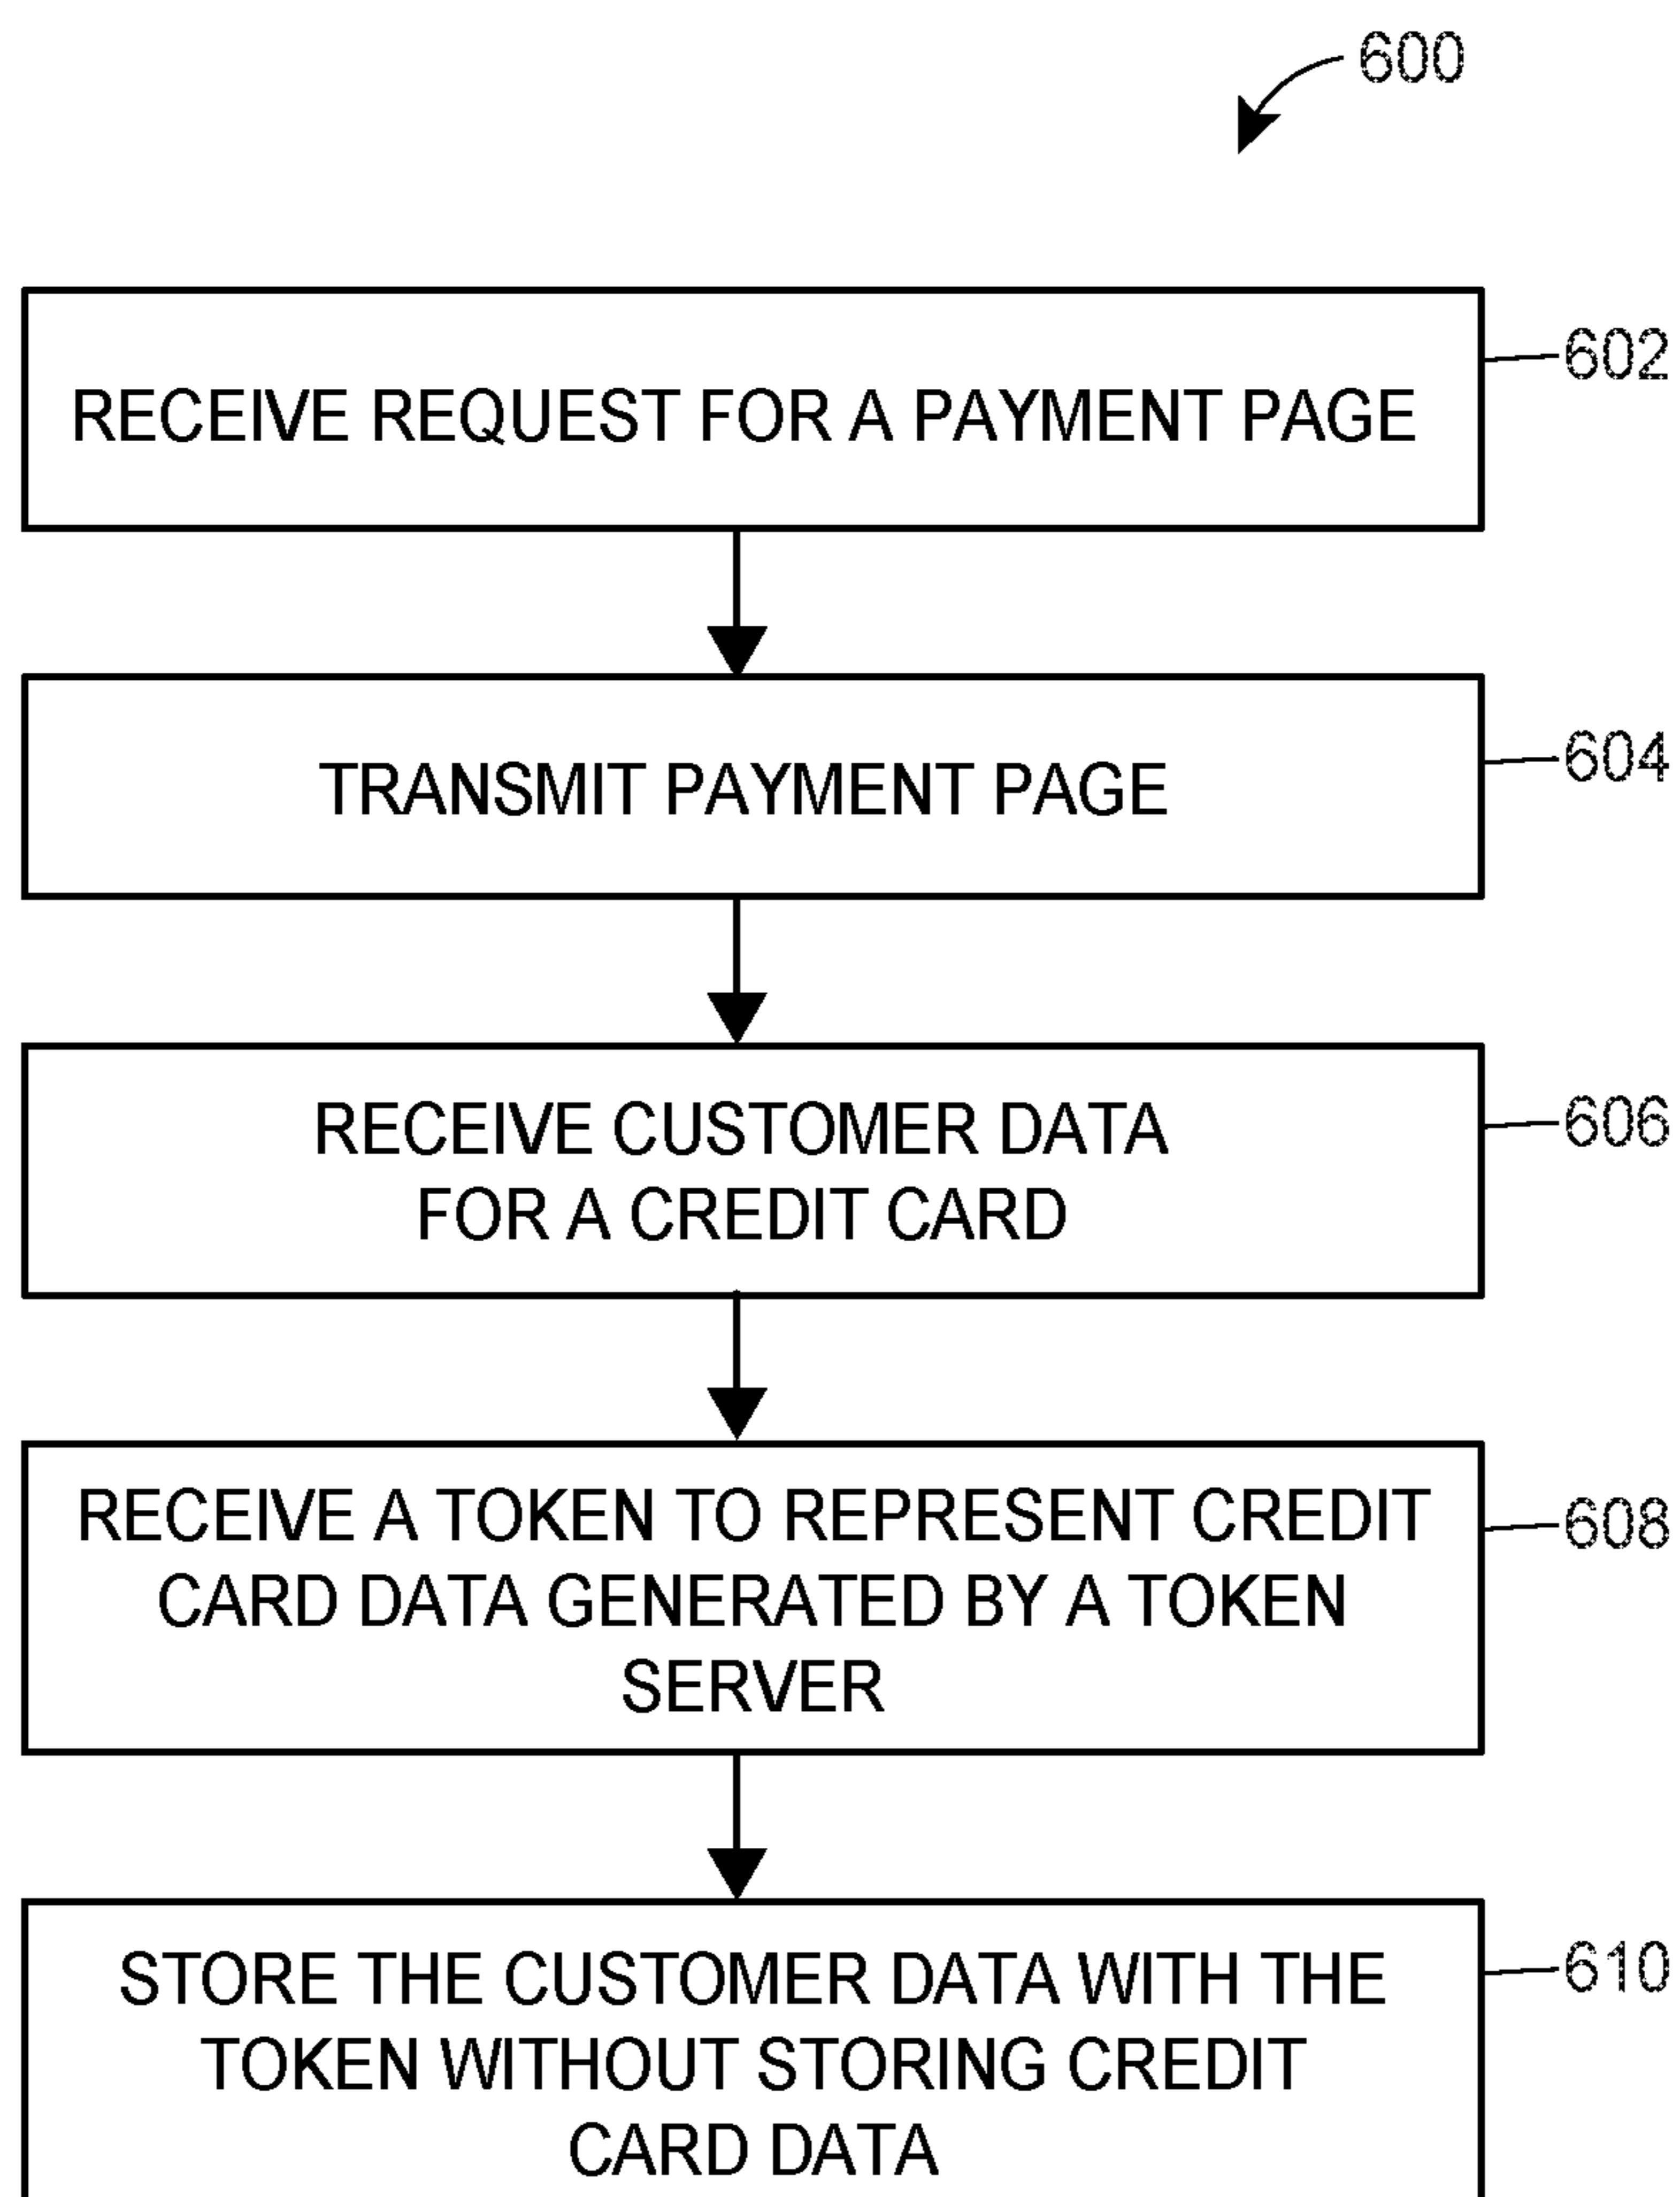 600
RECEIVE REQUEST FOR A PAYMENT PAGE
602
TRANSMIT PAYMENT PAGE
604
RECEIVE CUSTOMER DATA
FOR A CREDIT CARD
606
RECEIVE A TOKEN TO REPRESENT CREDIT
CARD DATA GENERATED BY A TOKEN
SERVER
608
STORE THE CUSTOMER DATA WITH THE
TOKEN WITHOUT STORING CREDIT
CARD DATA
610